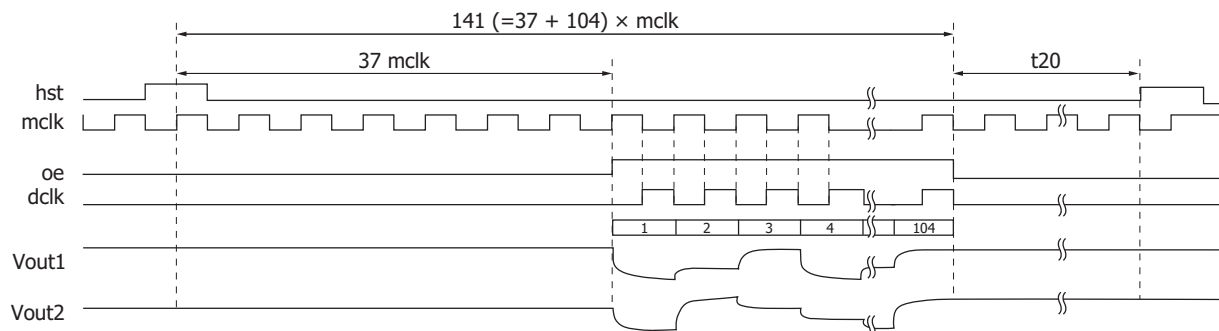 141 (=37 + 104) × mclk
37 mclk
t20
hst
mclk
oe
dclk
1 2 3 4 104
Vout1
Vout2